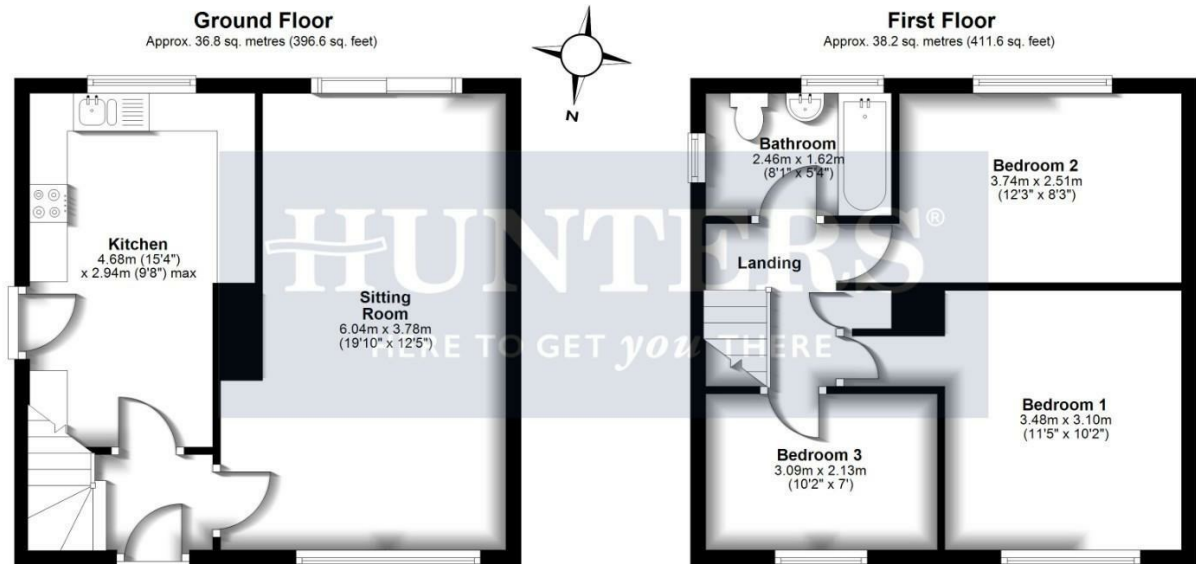 Ground Floor
Approx. 36.8 sq. metres (396.6 sq. feet)
N
First Floor
Approx. 38.2 sq. metres (411.6 sq. feet)
Kitchen
4.68m (15'4")
x 2.94m (9'8") max
Sitting
Room
6.04m x 3.78m
(19'10" x 12'5")
Bathroom
2.46m x 1.62m
(8'1" x 5'4")
Bedroom 2
3.74m x 2.51m
(12'3" x 8'3")
Landing
Bedroom 1
3.48m x 3.10m
(11'5" x 10'2")
Bedroom 3
3.09m x 2.13m
(10'2" x 7')
HUNTERS®
HERE TO GET you THERE